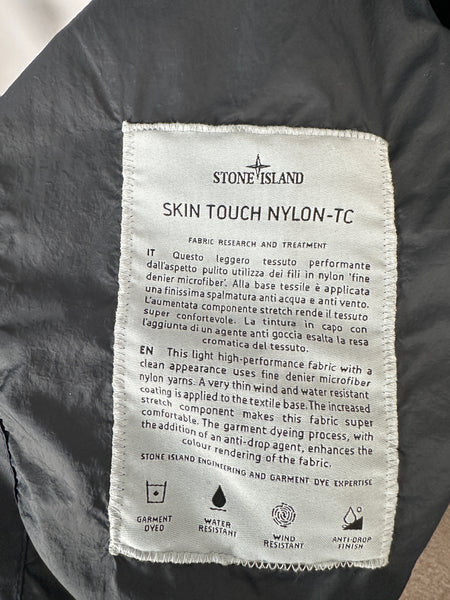 STONE ISLAND
SKIN TOUCH NYLON-TC
FABRIC RESEARCH AND TREATMENT
IT Questo leggero tessuto performante
dall'aspetto pulito utilizza dei fili in nylon 'fine
denier microfiber'. Alla base tessile è applicata
una finissima spalmatura anti acqua e anti vento.
L'aumentata componente stretch rende il tessuto
super confortevole. La tintura in capo con
l'aggiunta di un agente anti goccia esalta la resa
cromatica del tessuto.
EN This light high-performance fabric with a
clean appearance uses fine denier microfiber
nylon yarns. A very thin wind and water resistant
coating is applied to the textile base. The increased
stretch component makes this fabric super
comfortable. The garment dyeing process, with
the addition of an anti-drop agent, enhances the
colour rendering of the fabric.
STONE ISLAND ENGINEERING AND GARMENT DYE EXPERTISE
GARMENT
DYED
WATER
RESISTANT
WIND
RESISTANT
ANTI-DROP
FINISH